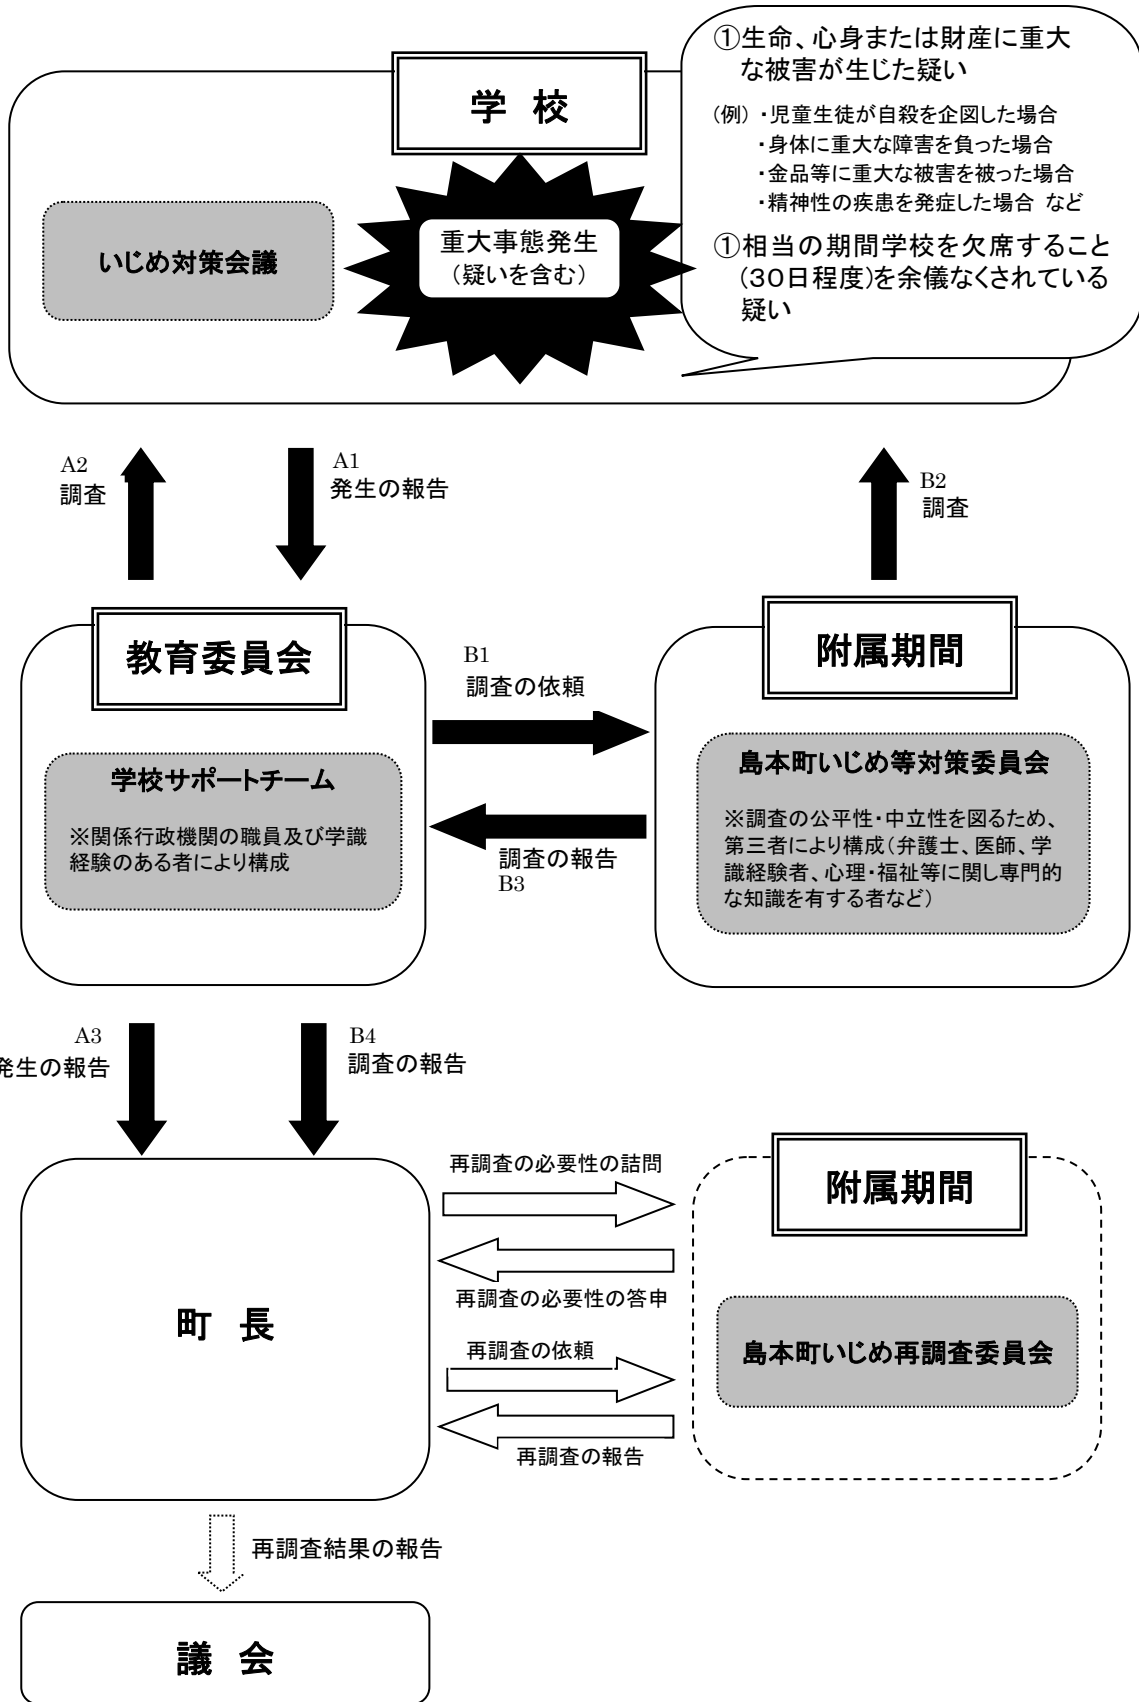 学 校
①生命、心身または財産に重大
な被害が生じた疑い
(例) ・児童生徒が自殺を企図した場合
・身体に重大な障害を負った場合
・金品等に重大な被害を被った場合
・精神性の疾患を発症した場合 など
①相当の期間学校を欠席すること
(30日程度)を余儀なくされている
疑い
いじめ対策会議
重大事態発生
(疑いを含む)
A2
調査
A1
発生の報告
B2
調査
教育委員会
学校サポートチーム
※関係行政機関の職員及び学識
経験のある者により構成
B1
調査の依頼
調査の報告
B3
附属期間
島本町いじめ等対策委員会
※調査の公平性・中立性を図るため、
第三者により構成(弁護士、医師、学
識経験者、心理・福祉等に関し専門的
な知識を有する者など)
A3
発生の報告
B4
調査の報告
町 長
再調査の必要性の詰問
再調査の必要性の答申
再調査の依頼
再調査の報告
附属期間
島本町いじめ再調査委員会
再調査結果の報告
議 会